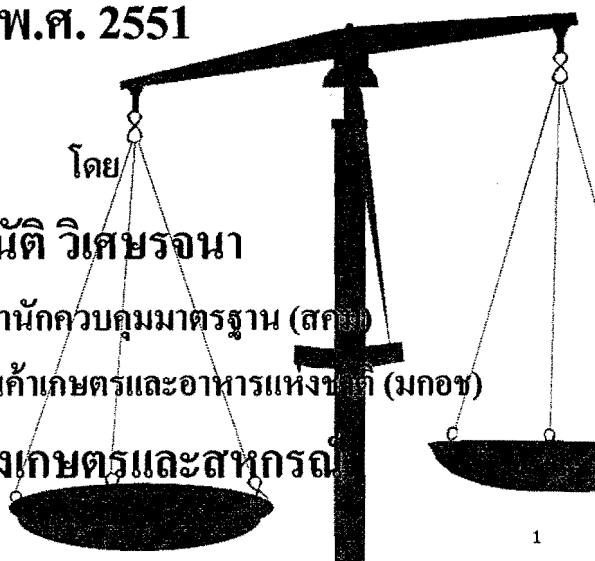 พ.ศ. 2551
โดย
นัติ วิเศษรจนา
านักควบคุมมาตรฐาน (สคม)
นค้าเกษตรและอาหารแห่งชาติ (มกอช)
งเกษตรและสหกรณ์
1